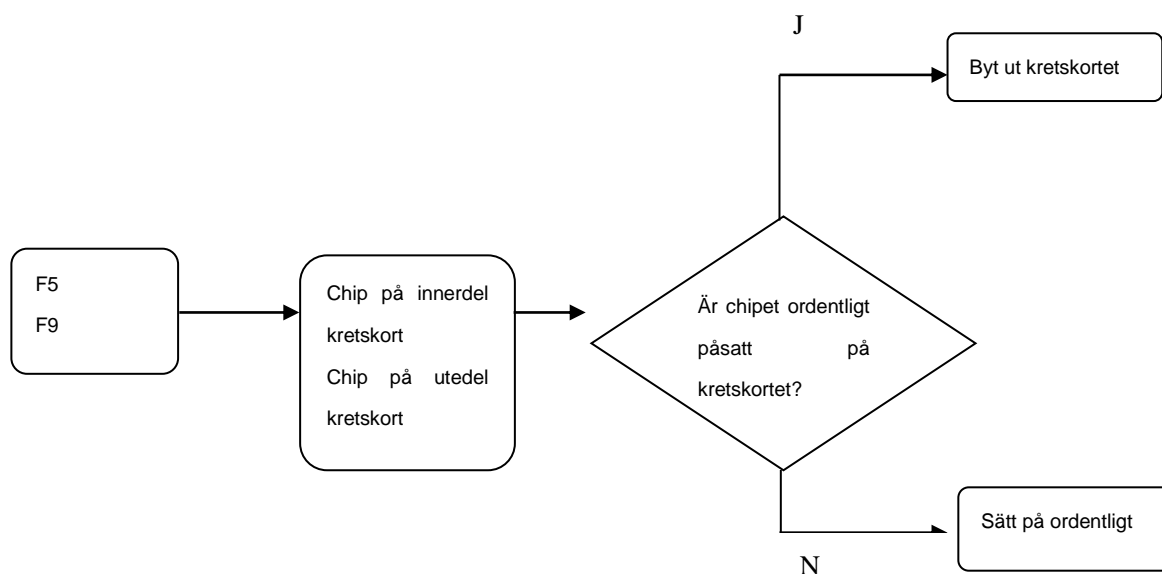 J
Byt ut kretskortet
F5
F9
Chip på innerdel
kretskort
Chip på utedel
kretskort
Är chipet ordentligt
påsatt på
kretskortet?
Sätt på ordentligt
N